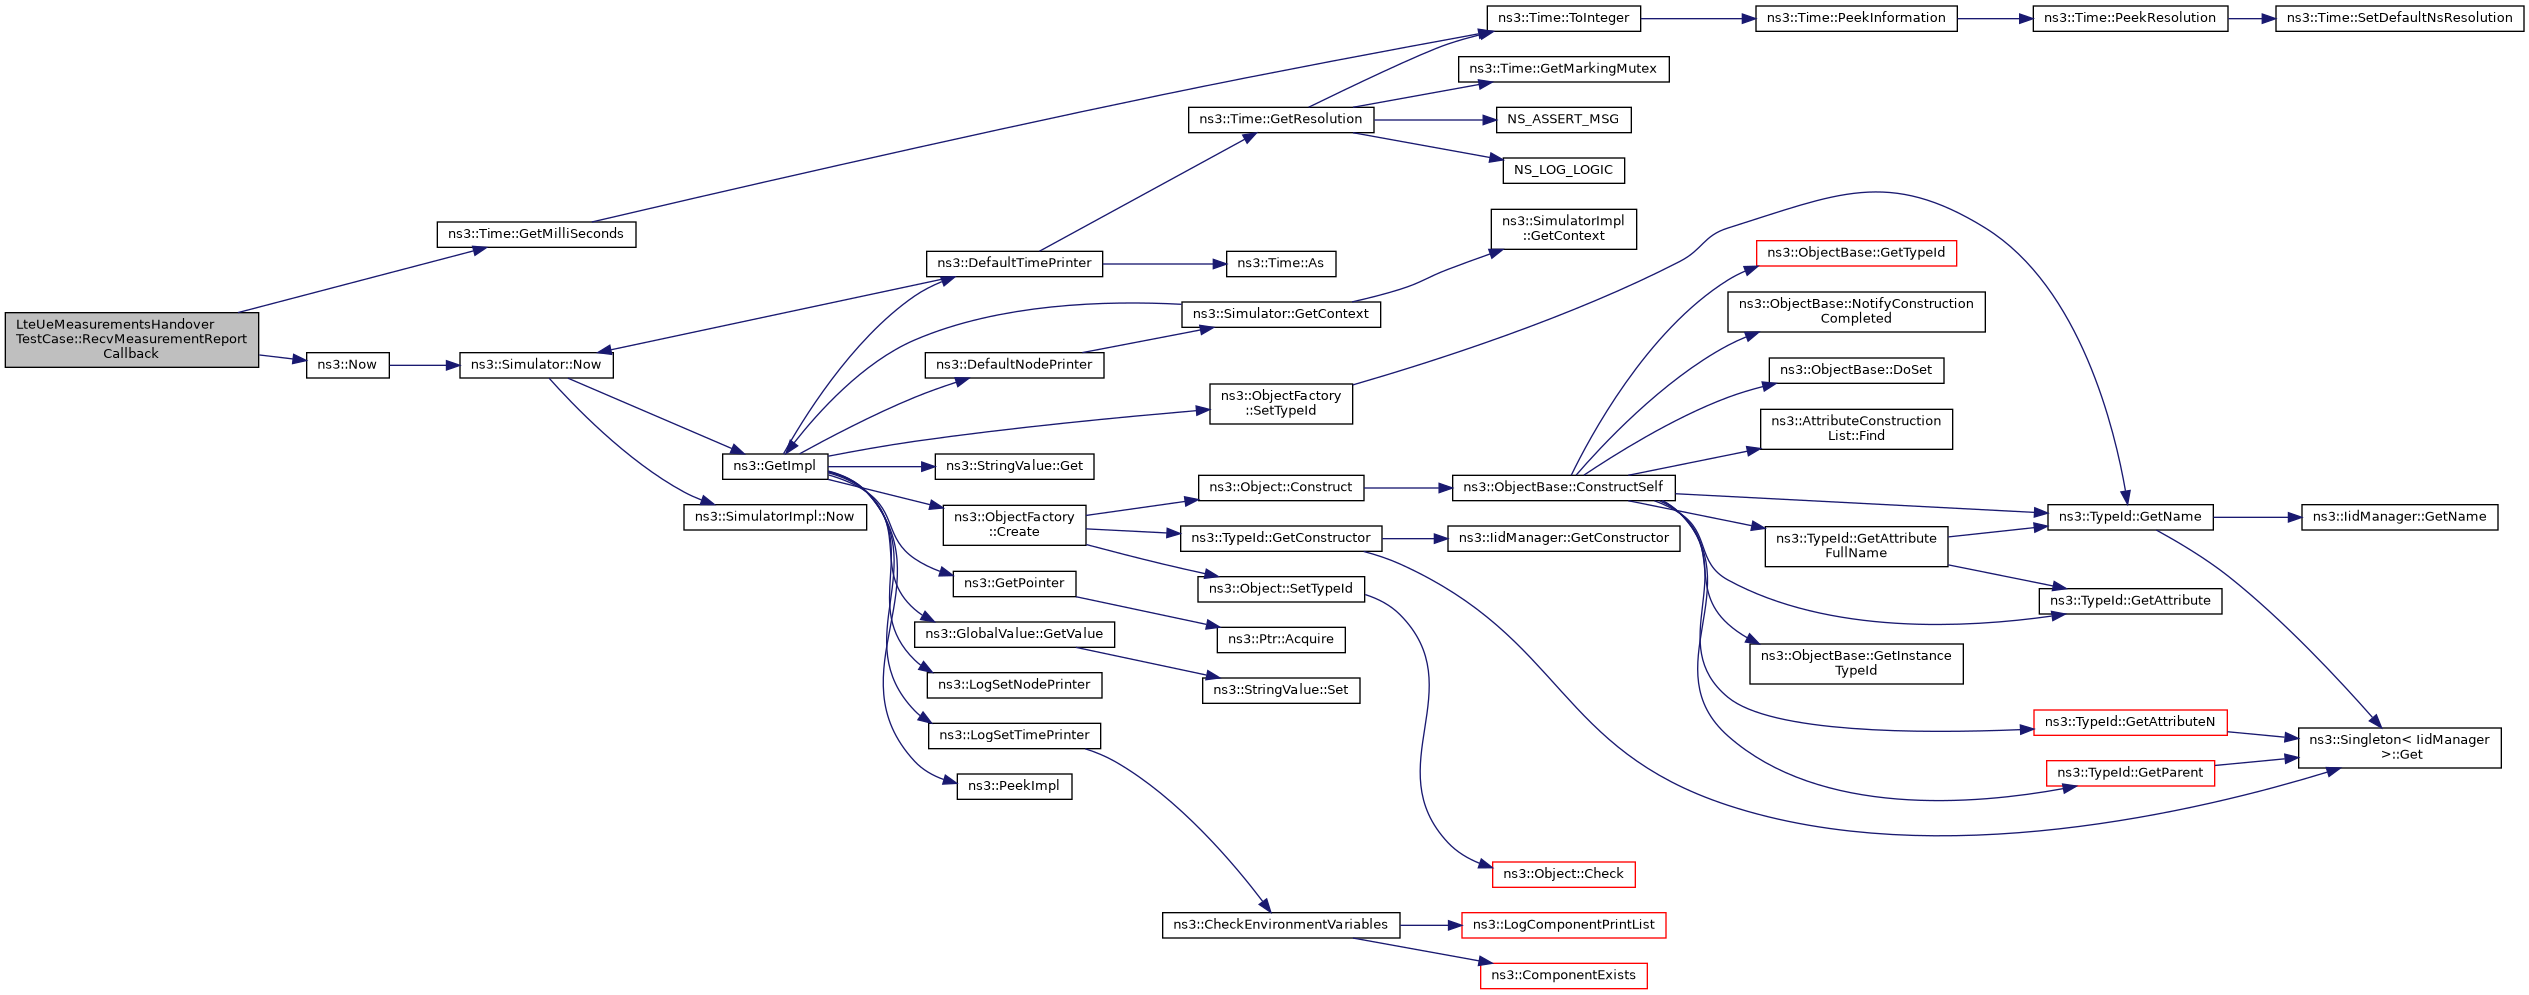 LteUeMeasurementsHandover
TestCase::RecvMeasurementReport
Callback
ns3::Time::GetMilliSeconds
ns3::Now
ns3::Simulator::Now
ns3::GetImpl
ns3::SimulatorImpl::Now
ns3::DefaultTimePrinter
ns3::DefaultNodePrinter
ns3::StringValue::Get
ns3::ObjectFactory
::Create
ns3::GetPointer
ns3::GlobalValue::GetValue
ns3::LogSetNodePrinter
ns3::LogSetTimePrinter
ns3::PeekImpl
ns3::Time::GetResolution
ns3::Time::As
ns3::Simulator::GetContext
ns3::ObjectFactory
::SetTypeId
ns3::Object::Construct
ns3::TypeId::GetConstructor
ns3::Object::SetTypeId
ns3::Ptr::Acquire
ns3::StringValue::Set
ns3::CheckEnvironmentVariables
ns3::Time::ToInteger
ns3::Time::GetMarkingMutex
NS_ASSERT_MSG
NS_LOG_LOGIC
ns3::SimulatorImpl
::GetContext
ns3::ObjectBase::ConstructSelf
ns3::IidManager::GetConstructor
ns3::Object::Check
ns3::LogComponentPrintList
ns3::ComponentExists
ns3::Time::PeekInformation
ns3::ObjectBase::GetTypeId
ns3::ObjectBase::NotifyConstruction
Completed
ns3::ObjectBase::DoSet
ns3::AttributeConstruction
List::Find
ns3::TypeId::GetAttribute
FullName
ns3::ObjectBase::GetInstance
TypeId
ns3::Time::PeekResolution
ns3::TypeId::GetName
ns3::TypeId::GetAttribute
ns3::TypeId::GetAttributeN
ns3::TypeId::GetParent
ns3::Time::SetDefaultNsResolution
ns3::IidManager::GetName
ns3::Singleton< IidManager
>::Get